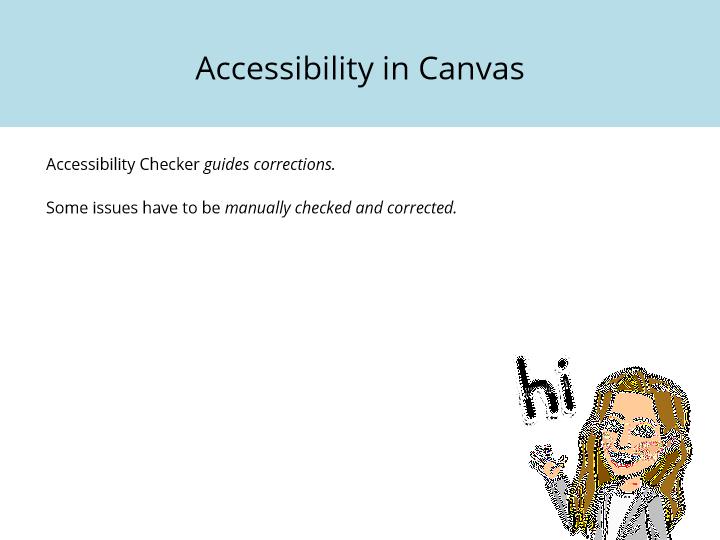 Accessibility in Canvas
Accessibility Checker guides corrections.
Some issues have to be manually checked and corrected.
hi